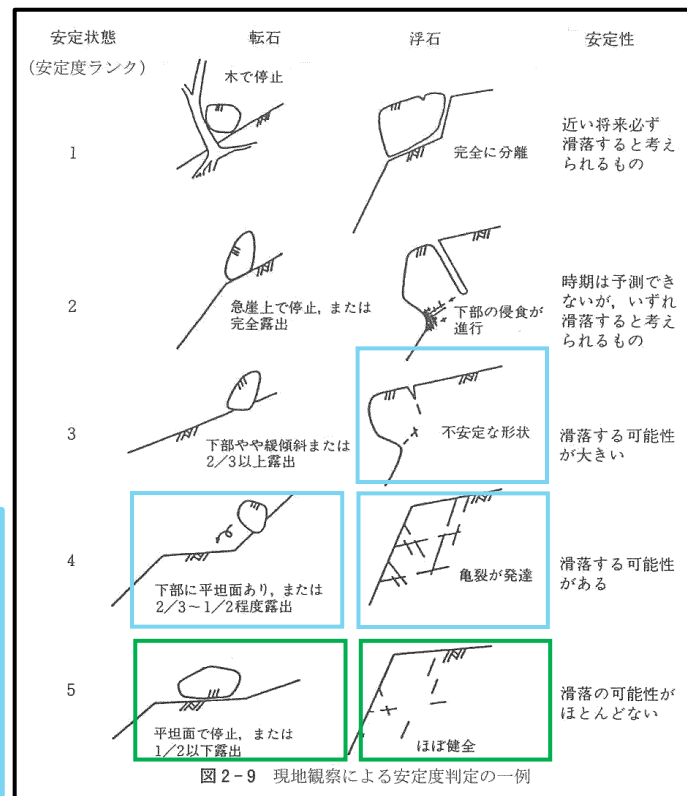 安定状態
(安定度ランク)
転石
浮石
安定性
1
木で停止
完全に分離
近い将来必ず
滑落すると考え
られるもの
2
急崖上で停止,または
完全露出
下部の侵食が
進行
時期は予測でき
ないが,いずれ
滑落すると考え
られるもの
3
下部やや緩傾斜または
2/3以上露出
不安定な形状
滑落する可能性
が大きい
4
下部に平坦面あり,または
2/3~1/2程度露出
亀裂が発達
滑落する可能性
がある
5
平坦面で停止,または
1/2以下露出
ほぼ健全
滑落の可能性が
ほとんどない
図2-9 現地観察による安定度判定の一例